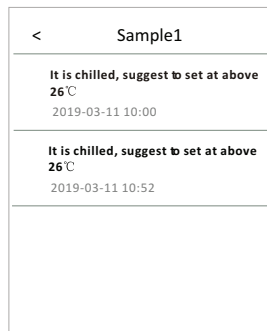 < Sample1
It is chilled, suggest to set at above
26℃
2019-03-11 10:00
It is chilled, suggest to set at above
26℃
2019-03-11 10:52